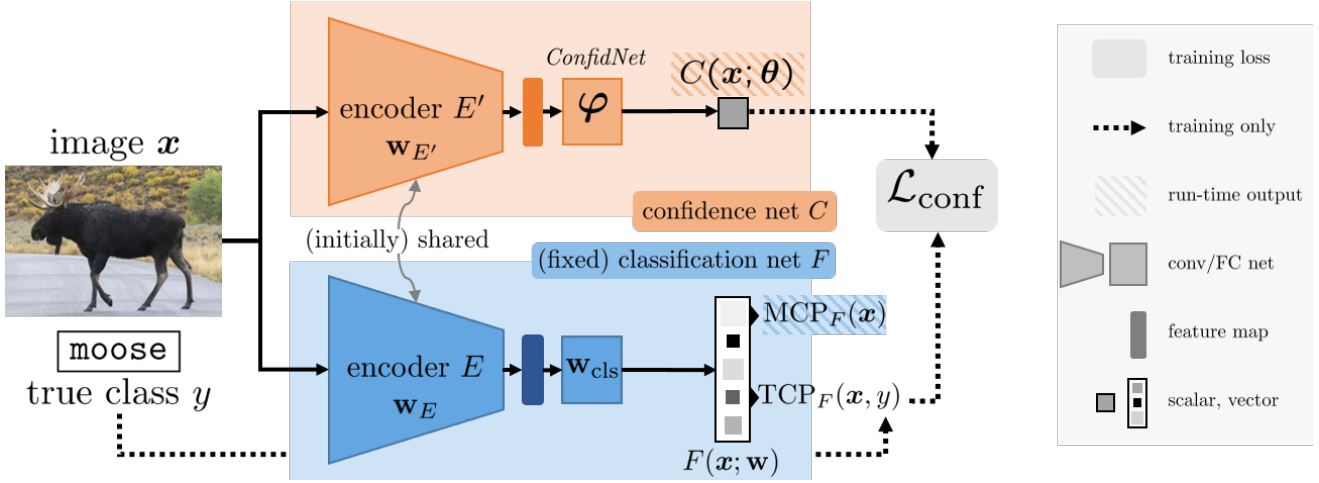 image x
moose
true class y
encoder E′
w_E′
ConfidNet
φ
C(x; θ)
confidence net C
(initially) shared
(fixed) classification net F
encoder E
w_E
w_cls
MCP_F(x)
TCP_F(x, y)
F(x; w)
ℒ_conf
training loss
training only
run-time output
conv/FC net
feature map
scalar, vector